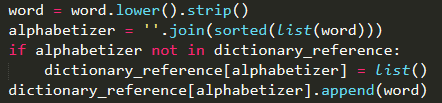 word = word.lower().strip()
alphabetizer = ''.join(sorted(list(word)))
if alphabetizer not in dictionary_reference:
    dictionary_reference[alphabetizer] = list()
dictionary_reference[alphabetizer].append(word)